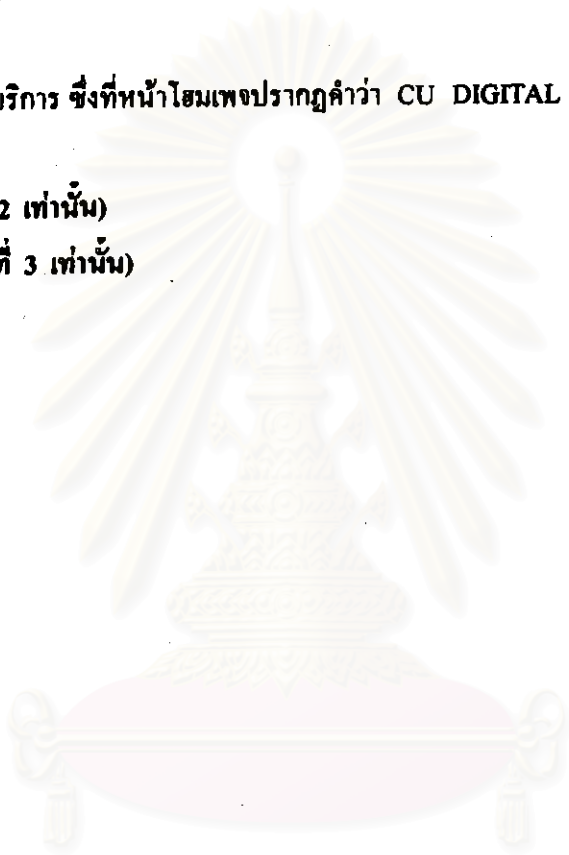 บริการ ซึ่งที่หน้าโฮมเพจปรากฏคำว่า CU DIGITAL
2 เท่านั้น)
ที่ 3 เท่านั้น)